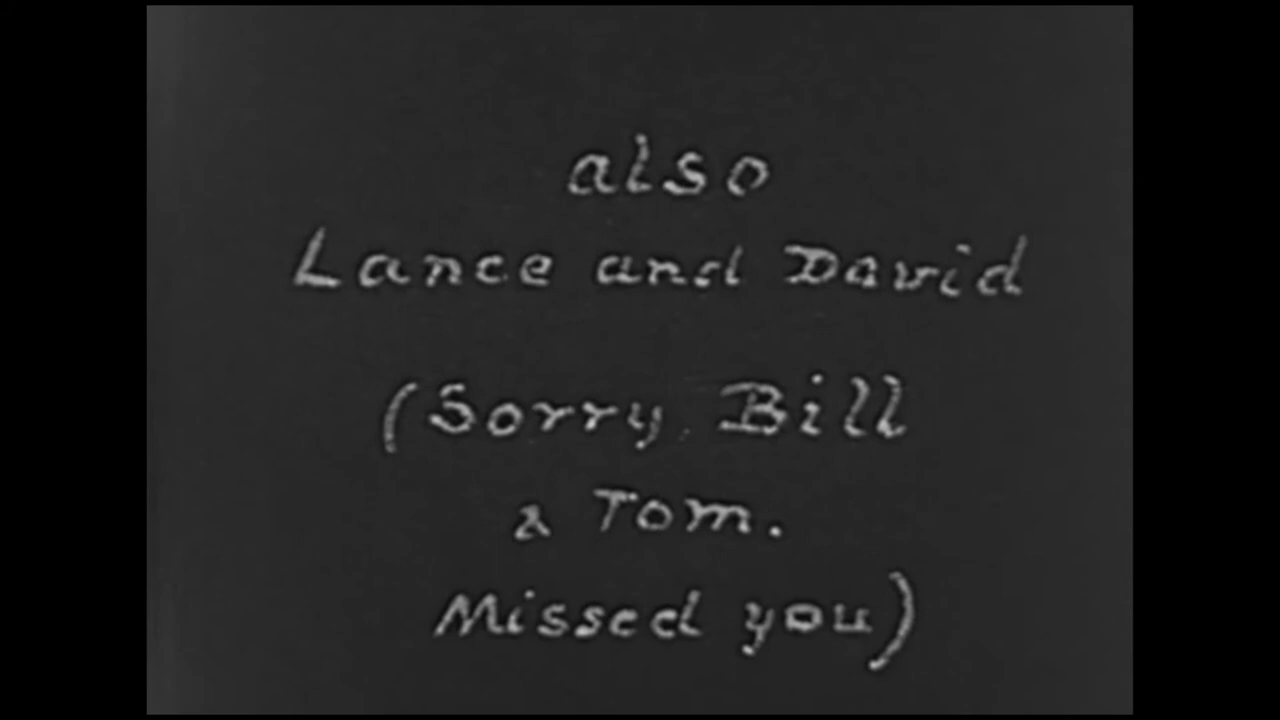 also
Lance and David
(Sorry, Bill
& Tom.
Missed you)